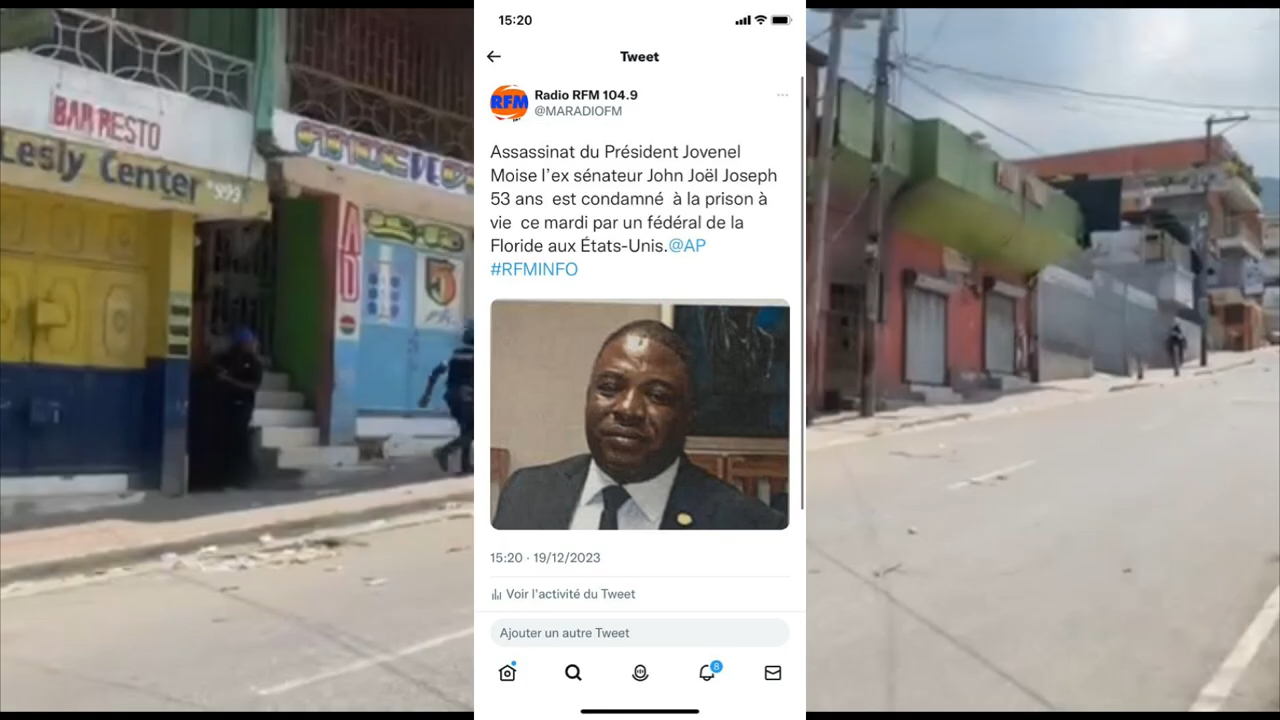 BAR RESTO
Lesly Center
15:20
Tweet
RFM
Radio RFM 104.9
@MARADIOFM
Assassinat du Président Jovenel
Moise l'ex sénateur John Joël Joseph
53 ans est condamné à la prison à
vie ce mardi par un fédéral de la
Floride aux États-Unis.@AP
#RFMINFO
15:20 · 19/12/2023
Voir l'activité du Tweet
Ajouter un autre Tweet
8